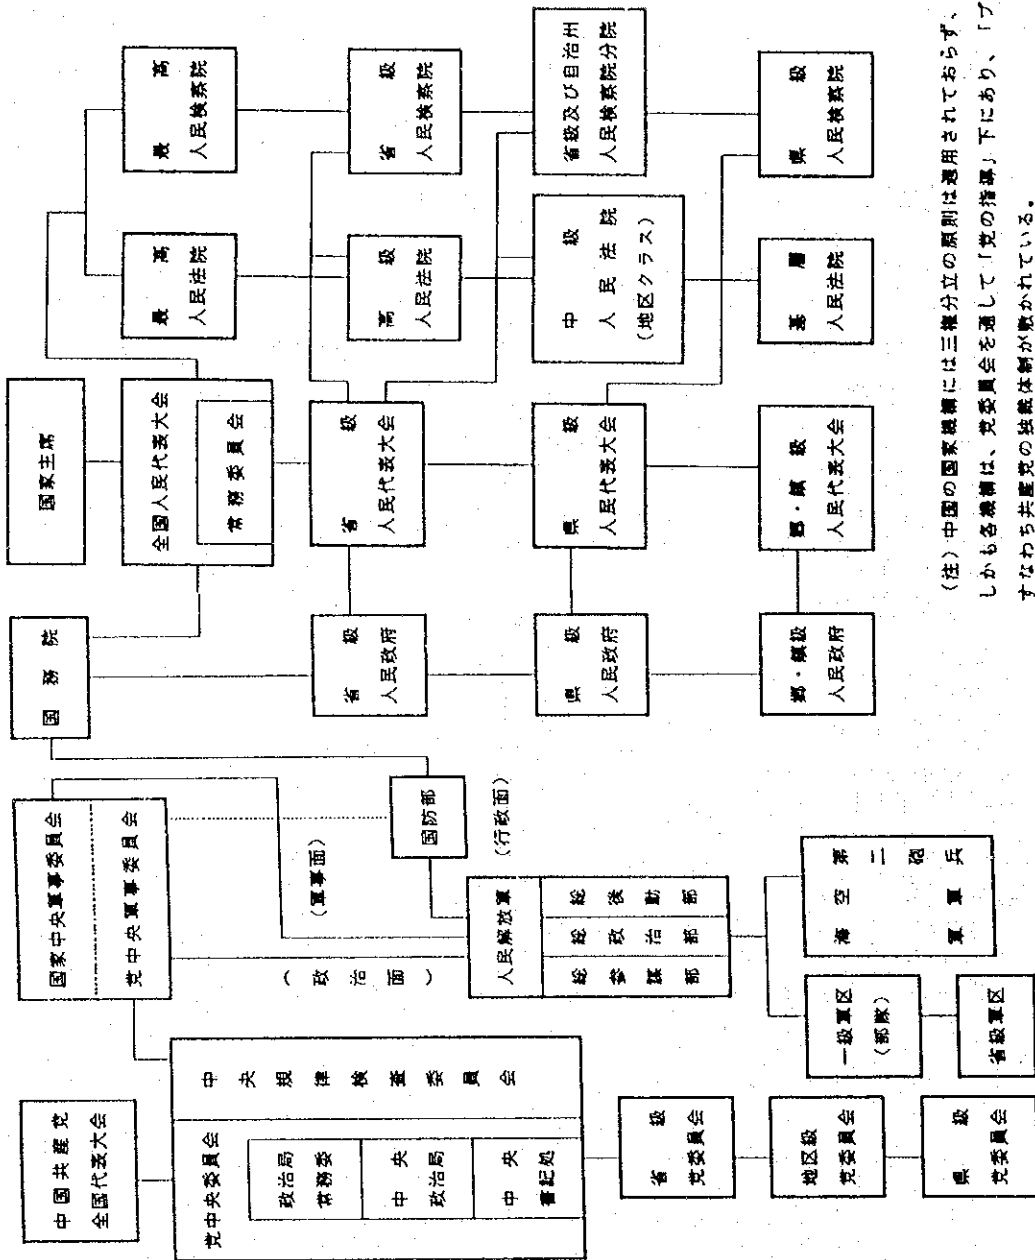 中国共産党
全国代表大会
党中央委員会
政治局
常務委
中央
政治局
中央
書記処
中央規律検査委員会
省級
党委員会
地区級
党委員会
県級
党委員会
国家中央軍事委員会
党中央軍事委員会
(政治面)
(軍事面)
国防部
(行政面)
人民解放軍
総参謀部
総政治部
総後勤部
一級軍区
(部隊)
省級軍区
海軍
空軍
第二砲兵
国務院
省級
人民政府
県級
人民政府
郷・鎮級
人民政府
国家主席
全国人民代表大会
常務委員会
省級
人民代表大会
県級
人民代表大会
郷・鎮級
人民代表大会
最高
人民法院
高級
人民法院
中級
人民法院
(地区クラス)
基層
人民法院
最高
人民検察院
省級
人民検察院
省級及び自治州
人民検察院分院
県級
人民検察院
(注)中国の国家機構には三権分立の原則は適用されておらず、
しかも各機構は、党委員会を通して「党の指導」下にあり、「プ
すなわち共産党の独裁体制が敷かれている。